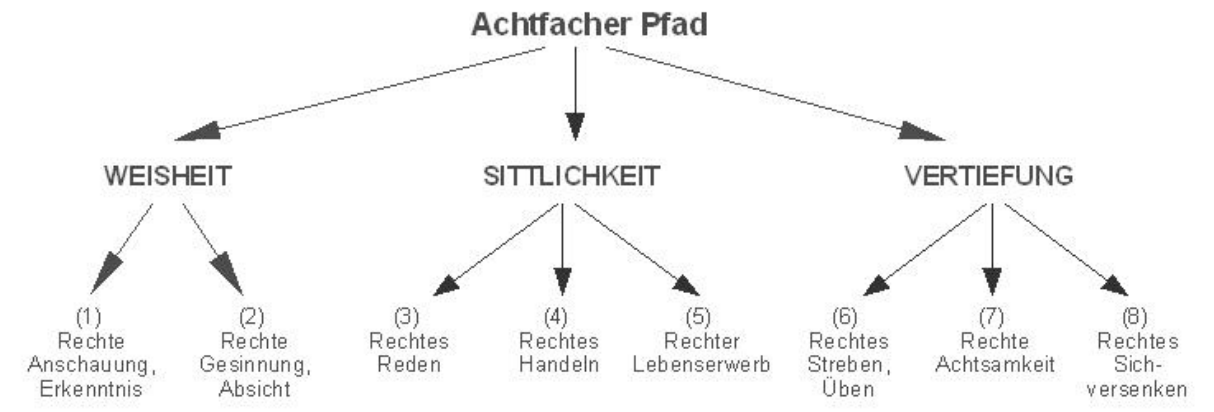 Achtfacher Pfad
WEISHEIT
SITTLICHKEIT
VERTIEFUNG
(1)
Rechte
Anschauung,
Erkenntnis
(2)
Rechte
Gesinnung,
Absicht
(3)
Rechtes
Reden
(4)
Rechtes
Handeln
(5)
Rechter
Lebenserwerb
(6)
Rechtes
Streben,
Üben
(7)
Rechte
Achtsamkeit
(8)
Rechtes
Sich-
versenken